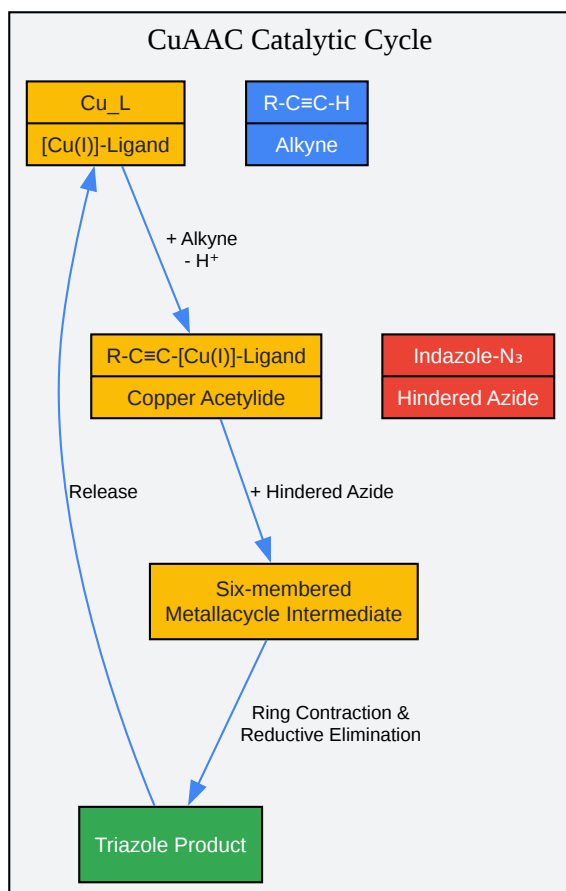 CuAAC Catalytic Cycle
Cu_L
[Cu(I)]-Ligand
R-C≡C-H
Alkyne
+ Alkyne
- H⁺
R-C≡C-[Cu(I)]-Ligand
Copper Acetylide
Indazole-N₃
Hindered Azide
Release
+ Hindered Azide
Six-membered
Metallacycle Intermediate
Ring Contraction &
Reductive Elimination
Triazole Product